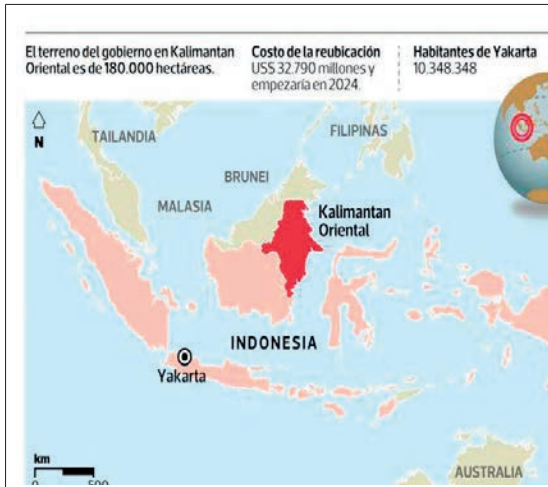 El terreno del gobierno en Kalimantan
Oriental es de 180.000 hectáreas.
Costo de la reubicación
US$ 32.790 millones y
empezaría en 2024.
Habitantes de Yakarta
10.348.348
N
TAILANDIA
FILIPINAS
BRUNEI
MALASIA
Kalimantan
Oriental
INDONESIA
Yakarta
km
0 500
AUSTRALIA